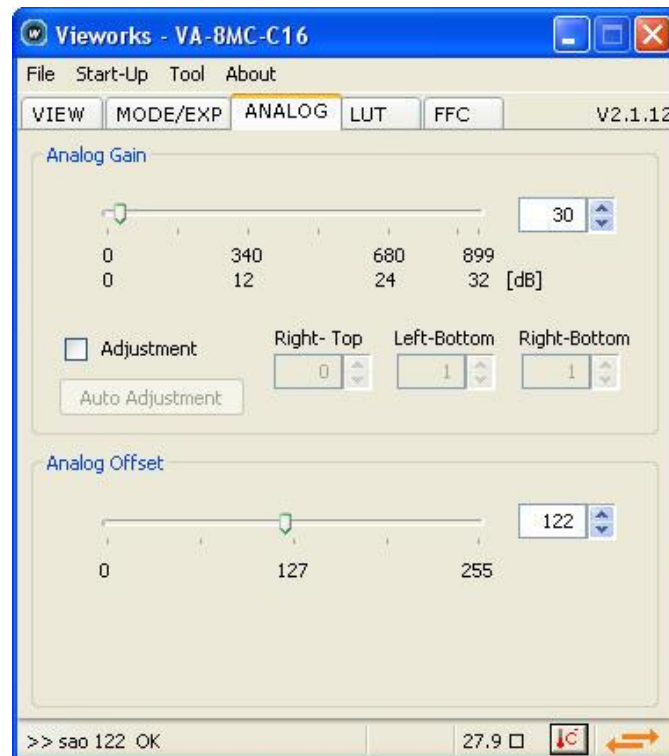 Vieworks - VA-8MC-C16
File Start-Up Tool About
VIEW MODE/EXP ANALOG LUT FFC V2.1.12
Analog Gain
30
0 340 680 899
0 12 24 32 [dB]
Adjustment Right- Top Left-Bottom Right-Bottom
0 1 1
Auto Adjustment
Analog Offset
122
0 127 255
>> sao 122 OK 27.9 □ C